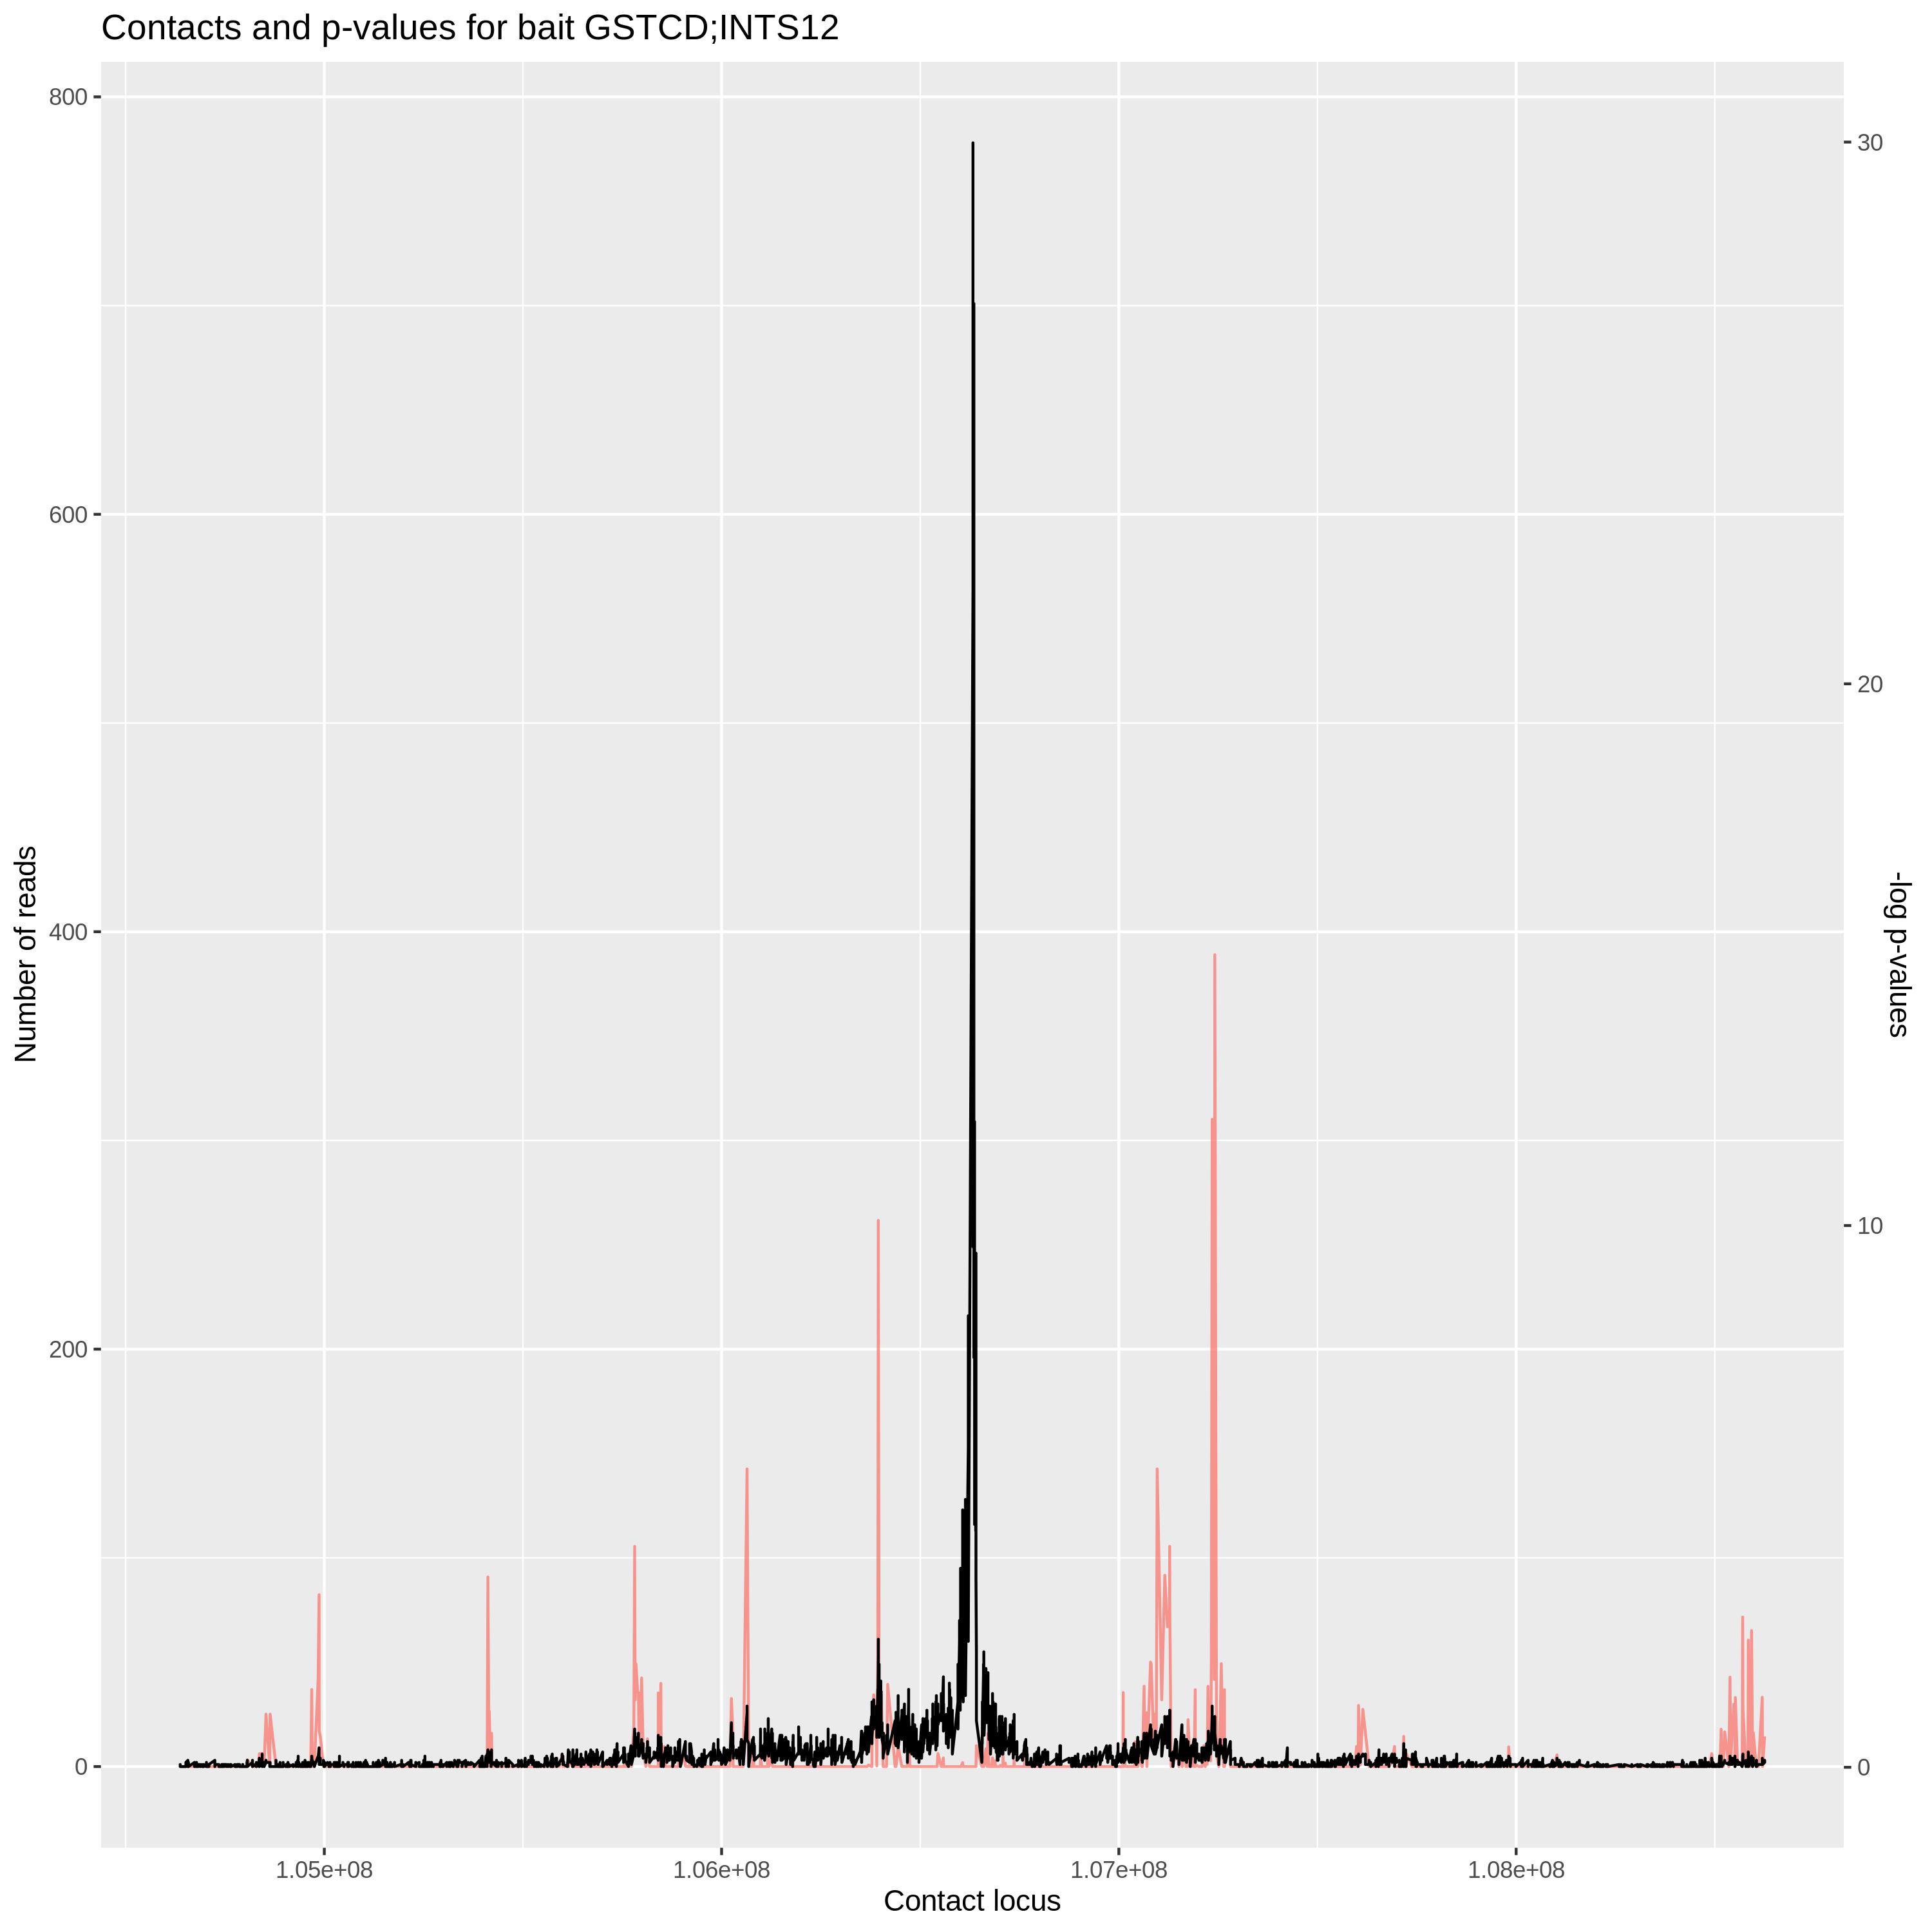 Contacts and p-values for bait GSTCD;INTS12
800
600
400
200
0
Number of reads
30
20
10
0
-log p-values
1.05e+08
1.06e+08
1.07e+08
1.08e+08
Contact locus